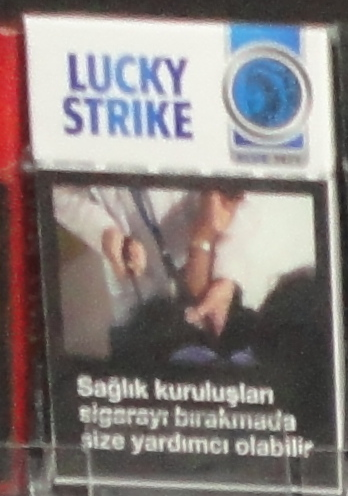 LUCKY
STRIKE
Sağlık kuruluşları
sigarayı bırakmada
size yardımcı olabilir